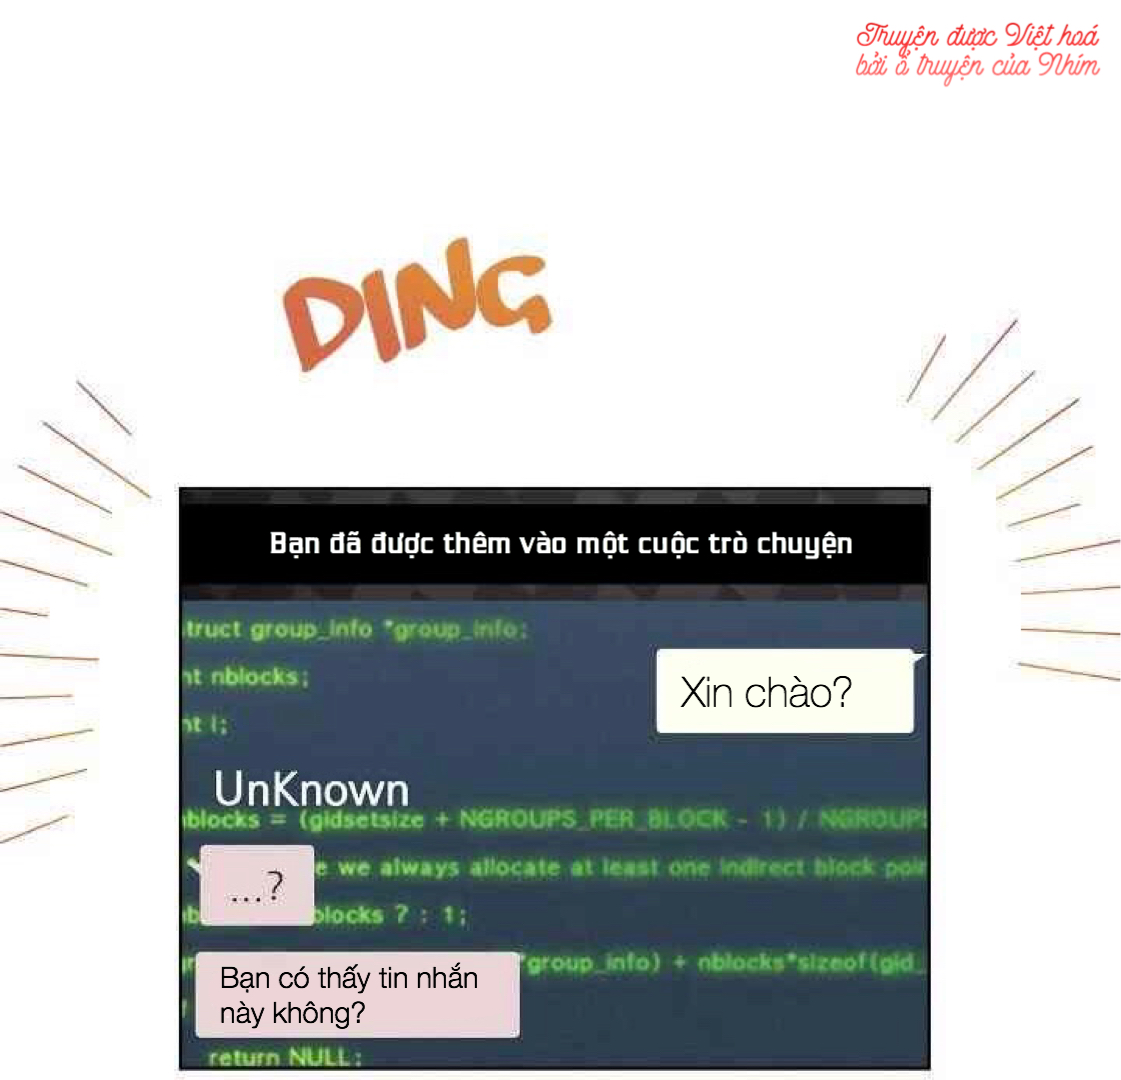 Truyện được Việt hoá
bởi ổ truyện của Nhím
DING
Bạn đã được thêm vào một cuộc trò chuyện
truct group_info *group_info;
nt nblocks;
Xin chào?
nt i;
UnKnown
blocks = (gidsetsize + NGROUPS_PER_BLOCK - 1) / NGROUPS
...?
e we always allocate at least one indirect block poin
blocks ? : 1;
*group_info) + nblocks*sizeof(gid_
Bạn có thấy tin nhắn
này không?
return NULL;